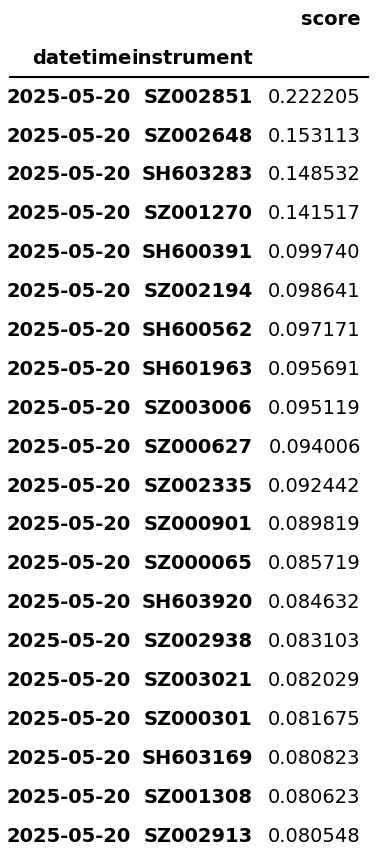 score
datetime instrument
2025-05-20 SZ002851 0.222205
2025-05-20 SZ002648 0.153113
2025-05-20 SH603283 0.148532
2025-05-20 SZ001270 0.141517
2025-05-20 SH600391 0.099740
2025-05-20 SZ002194 0.098641
2025-05-20 SH600562 0.097171
2025-05-20 SH601963 0.095691
2025-05-20 SZ003006 0.095119
2025-05-20 SZ000627 0.094006
2025-05-20 SZ002335 0.092442
2025-05-20 SZ000901 0.089819
2025-05-20 SZ000065 0.085719
2025-05-20 SH603920 0.084632
2025-05-20 SZ002938 0.083103
2025-05-20 SZ003021 0.082029
2025-05-20 SZ000301 0.081675
2025-05-20 SH603169 0.080823
2025-05-20 SZ001308 0.080623
2025-05-20 SZ002913 0.080548